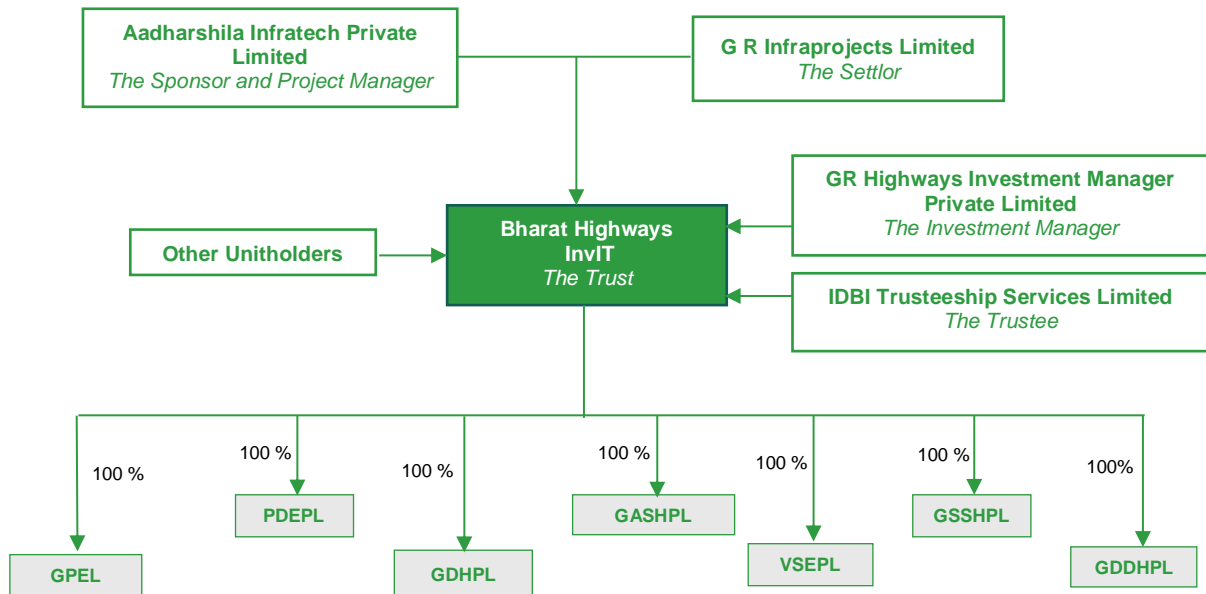 Aadharshila Infratech Private
Limited
The Sponsor and Project Manager
G R Infraprojects Limited
The Settlor
GR Highways Investment Manager
Private Limited
The Investment Manager
Bharat Highways
InvIT
The Trust
Other Unitholders
IDBI Trusteeship Services Limited
The Trustee
100 %
100 %
100 %
100 %
100 %
100 %
100%
PDEPL
GASHPL
GSSHPL
GPEL
GDHPL
VSEPL
GDDHPL